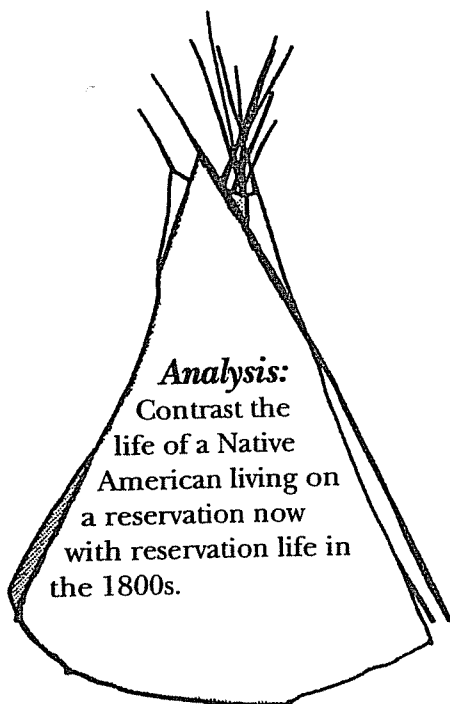 Analysis:
Contrast the
life of a Native
American living on
a reservation now
with reservation life in
the 1800s.